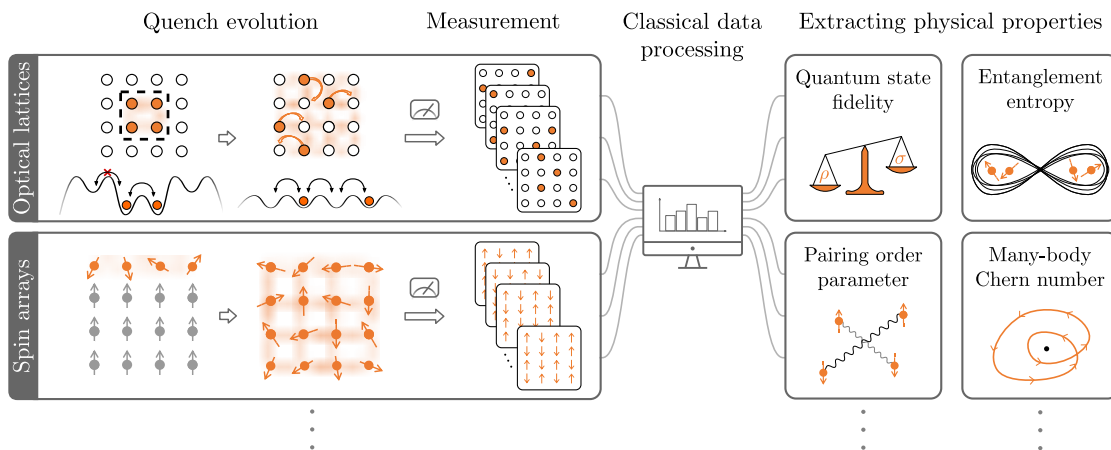 Quench evolution
Measurement
Classical data
processing
Extracting physical properties
Optical lattices
Spin arrays
Quantum state
fidelity
ρ
σ
Entanglement
entropy
Pairing order
parameter
Many-body
Chern number